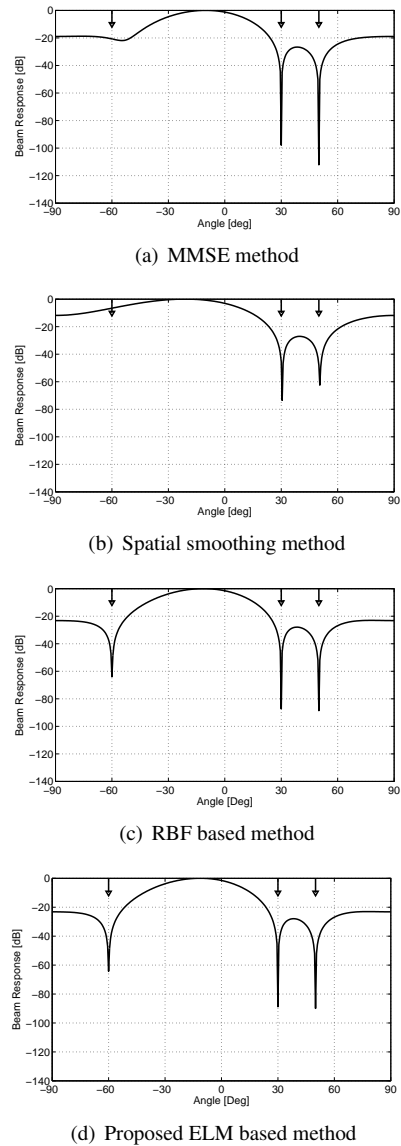 0
−20
−40
−60
−80
−100
−120
−140
Beam Response [dB]
−90 −60 −30 0 30 60 90
Angle [deg]
(a) MMSE method
0
−20
−40
−60
−80
−100
−120
−140
Beam Response [dB]
−90 −60 −30 0 30 60 90
Angle [deg]
(b) Spatial smoothing method
0
−20
−40
−60
−80
−100
−120
−140
Beam Response [dB]
−90 −60 −30 0 30 60 90
Angle [Deg]
(c) RBF based method
0
−20
−40
−60
−80
−100
−120
−140
Beam Response [dB]
−90 −60 −30 0 30 60 90
Angle [Deg]
(d) Proposed ELM based method